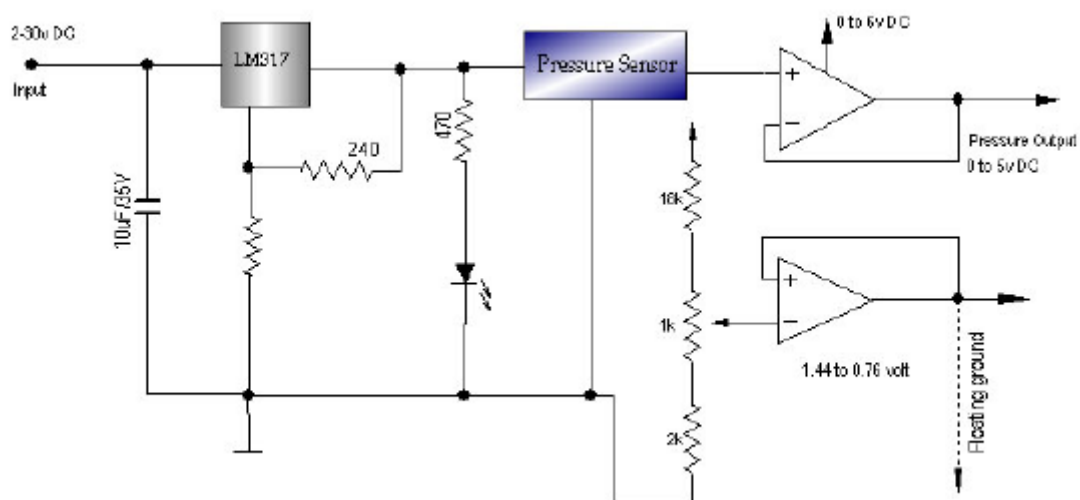 2-30v DC
Input
LM317
Pressure Sensor
0 to 6v DC
240
470
10uF/35V
Pressure Output
0 to 5v DC
18k
1k
2k
1.44 to 0.76 volt
Floating ground
+
−
+
−